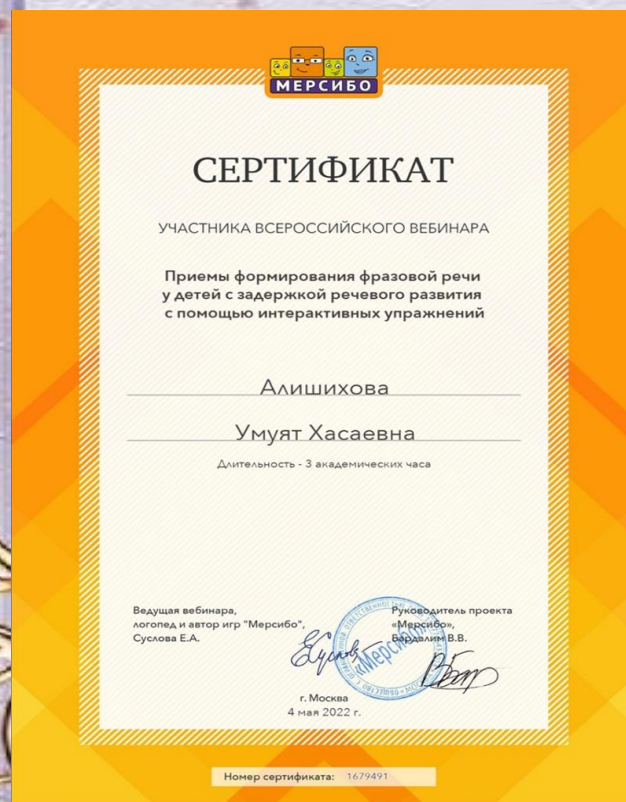 МЕРСИБО
СЕРТИФИКАТ
УЧАСТНИКА ВСЕРОССИЙСКОГО ВЕБИНАРА
Приемы формирования фразовой речи
у детей с задержкой речевого развития
с помощью интерактивных упражнений
Алишихова
Умуят Хасаевна
Длительность - 3 академических часа
Ведущая вебинара,
логопед и автор игр "Мерсибо",
Суслова Е.А.
Руководитель проекта
«Мерсибо»,
Бардалим В.В.
«Мерсибо»
г. Москва
4 мая 2022 г.
Номер сертификата: 1679491